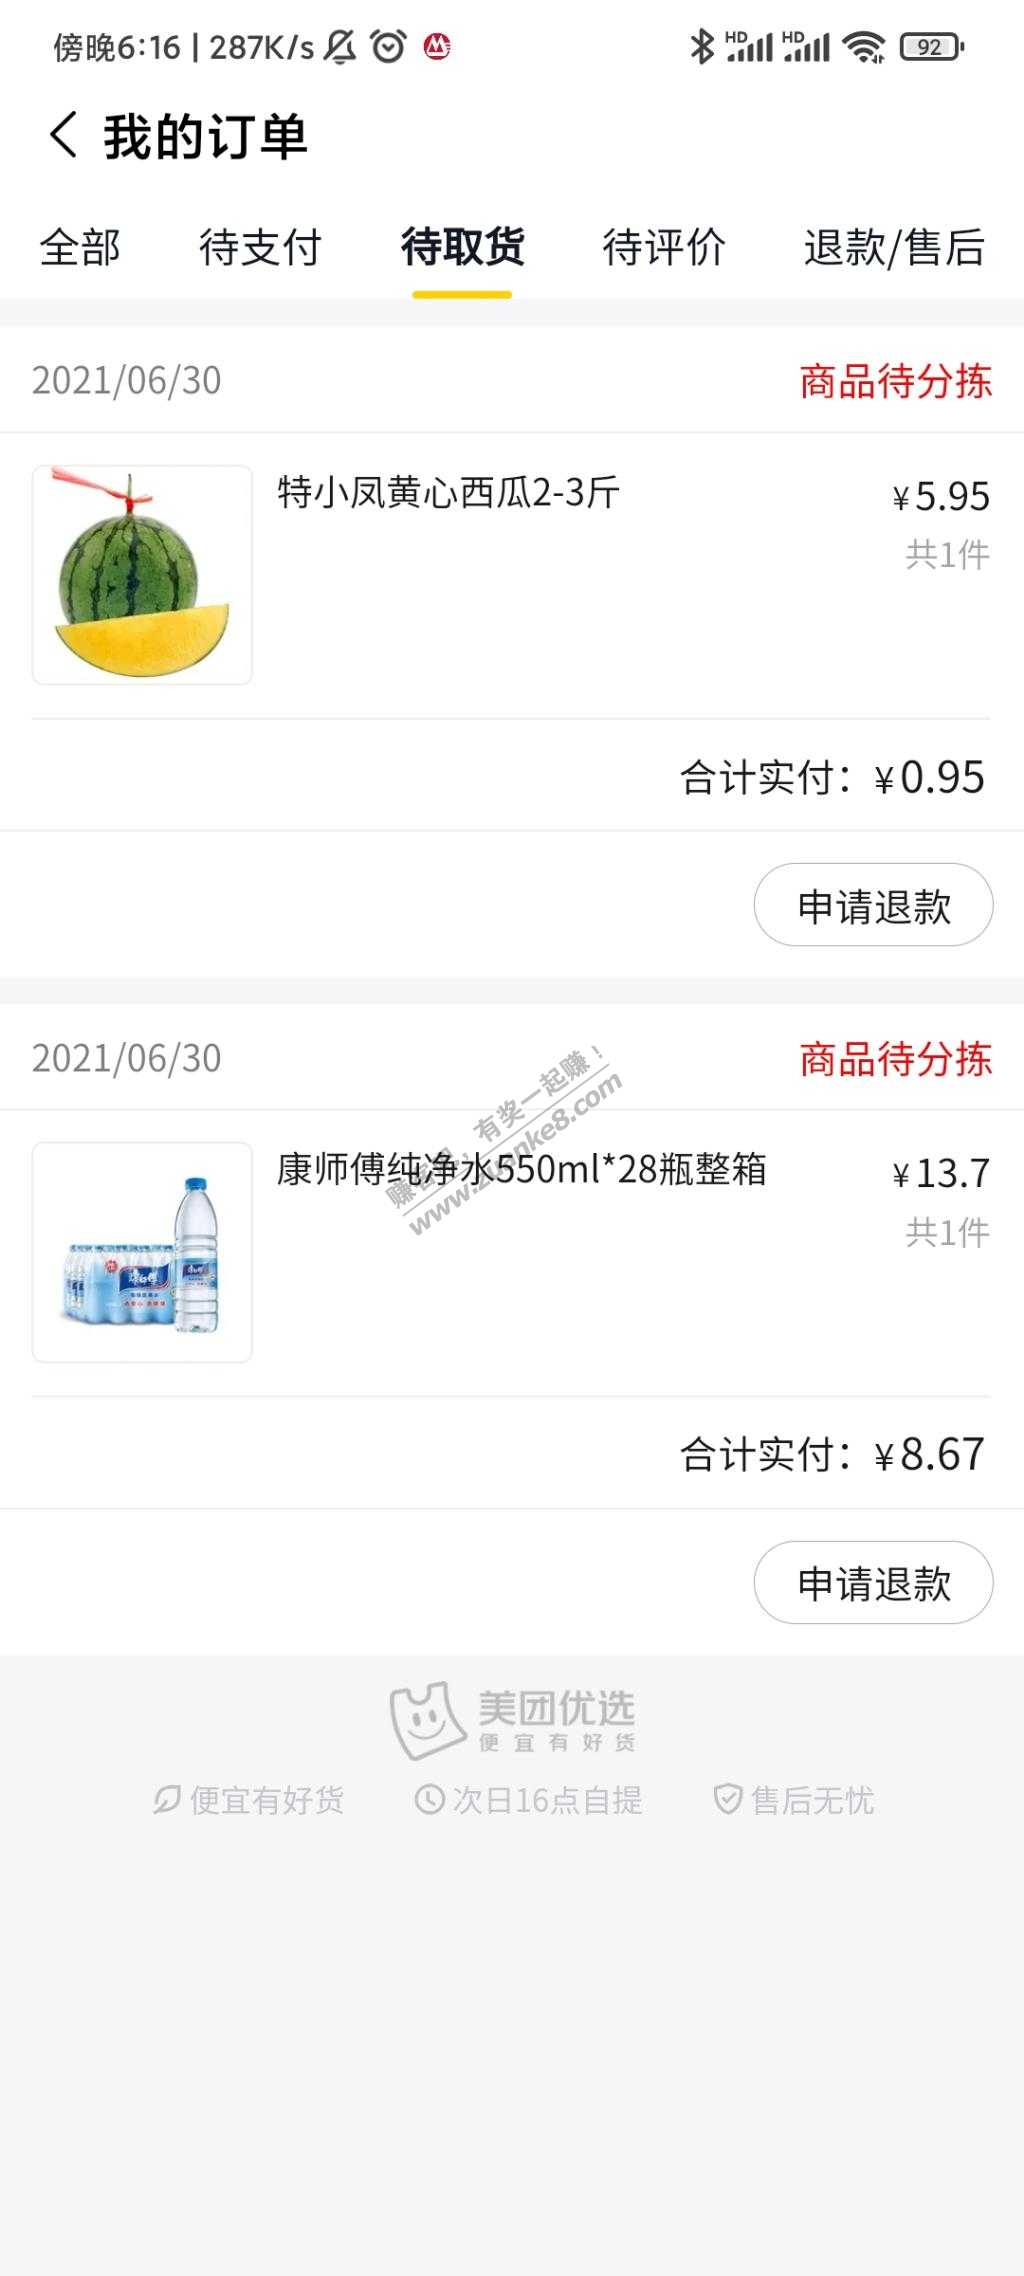 傍晚6:16 | 287K/s HD HD 92
我的订单
全部 待支付 待取货 待评价 退款/售后
2021/06/30 商品待分拣
特小凤黄心西瓜2-3斤 ¥5.95
共1件
合计实付：¥0.95
申请退款
2021/06/30 商品待分拣
赚客吧，有奖一起赚！
www.zuanke8.com
康师傅纯净水550ml*28瓶整箱 ¥13.7
共1件
康师傅
合计实付：¥8.67
申请退款
美团优选
便宜有好货
便宜有好货 次日16点自提 售后无忧